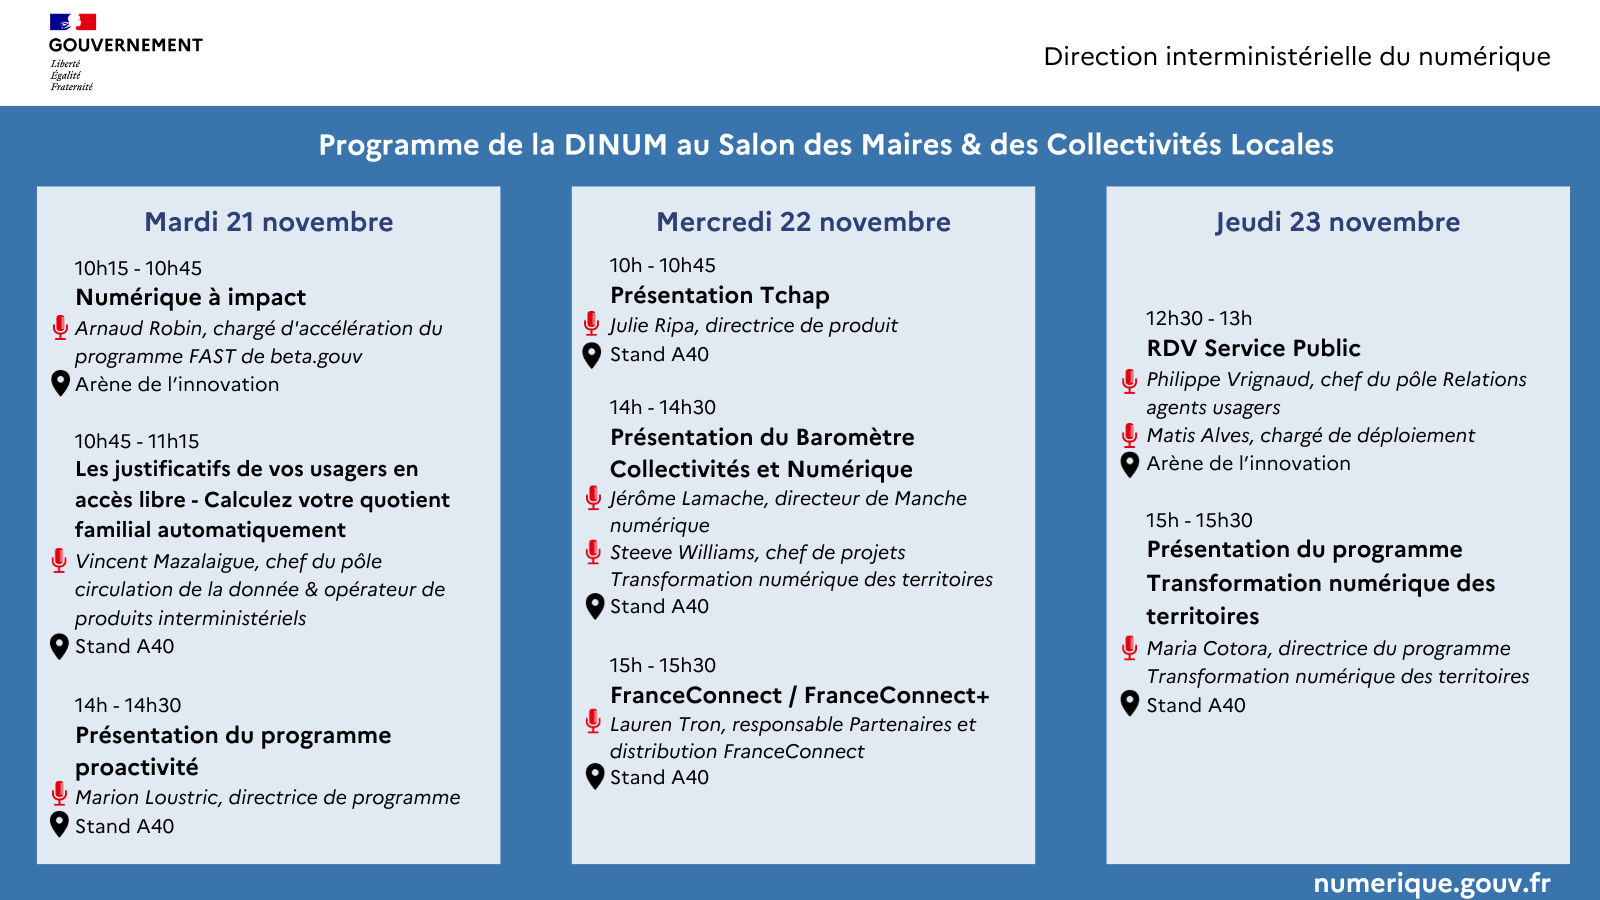 GOUVERNEMENT
Liberté
Égalité
Fraternité
Direction interministérielle du numérique
Programme de la DINUM au Salon des Maires & des Collectivités Locales
Mardi 21 novembre
10h15 - 10h45
Numérique à impact
Arnaud Robin, chargé d'accélération du
programme FAST de beta.gouv
Arène de l’innovation
10h45 - 11h15
Les justificatifs de vos usagers en
accès libre - Calculez votre quotient
familial automatiquement
Vincent Mazalaigue, chef du pôle
circulation de la donnée & opérateur de
produits interministériels
Stand A40
14h - 14h30
Présentation du programme
proactivité
Marion Loustric, directrice de programme
Stand A40
Mercredi 22 novembre
10h - 10h45
Présentation Tchap
Julie Ripa, directrice de produit
Stand A40
14h - 14h30
Présentation du Baromètre
Collectivités et Numérique
Jérôme Lamache, directeur de Manche
numérique
Steeve Williams, chef de projets
Transformation numérique des territoires
Stand A40
15h - 15h30
FranceConnect / FranceConnect+
Lauren Tron, responsable Partenaires et
distribution FranceConnect
Stand A40
Jeudi 23 novembre
12h30 - 13h
RDV Service Public
Philippe Vrignaud, chef du pôle Relations
agents usagers
Matis Alves, chargé de déploiement
Arène de l’innovation
15h - 15h30
Présentation du programme
Transformation numérique des
territoires
Maria Cotora, directrice du programme
Transformation numérique des territoires
Stand A40
numerique.gouv.fr